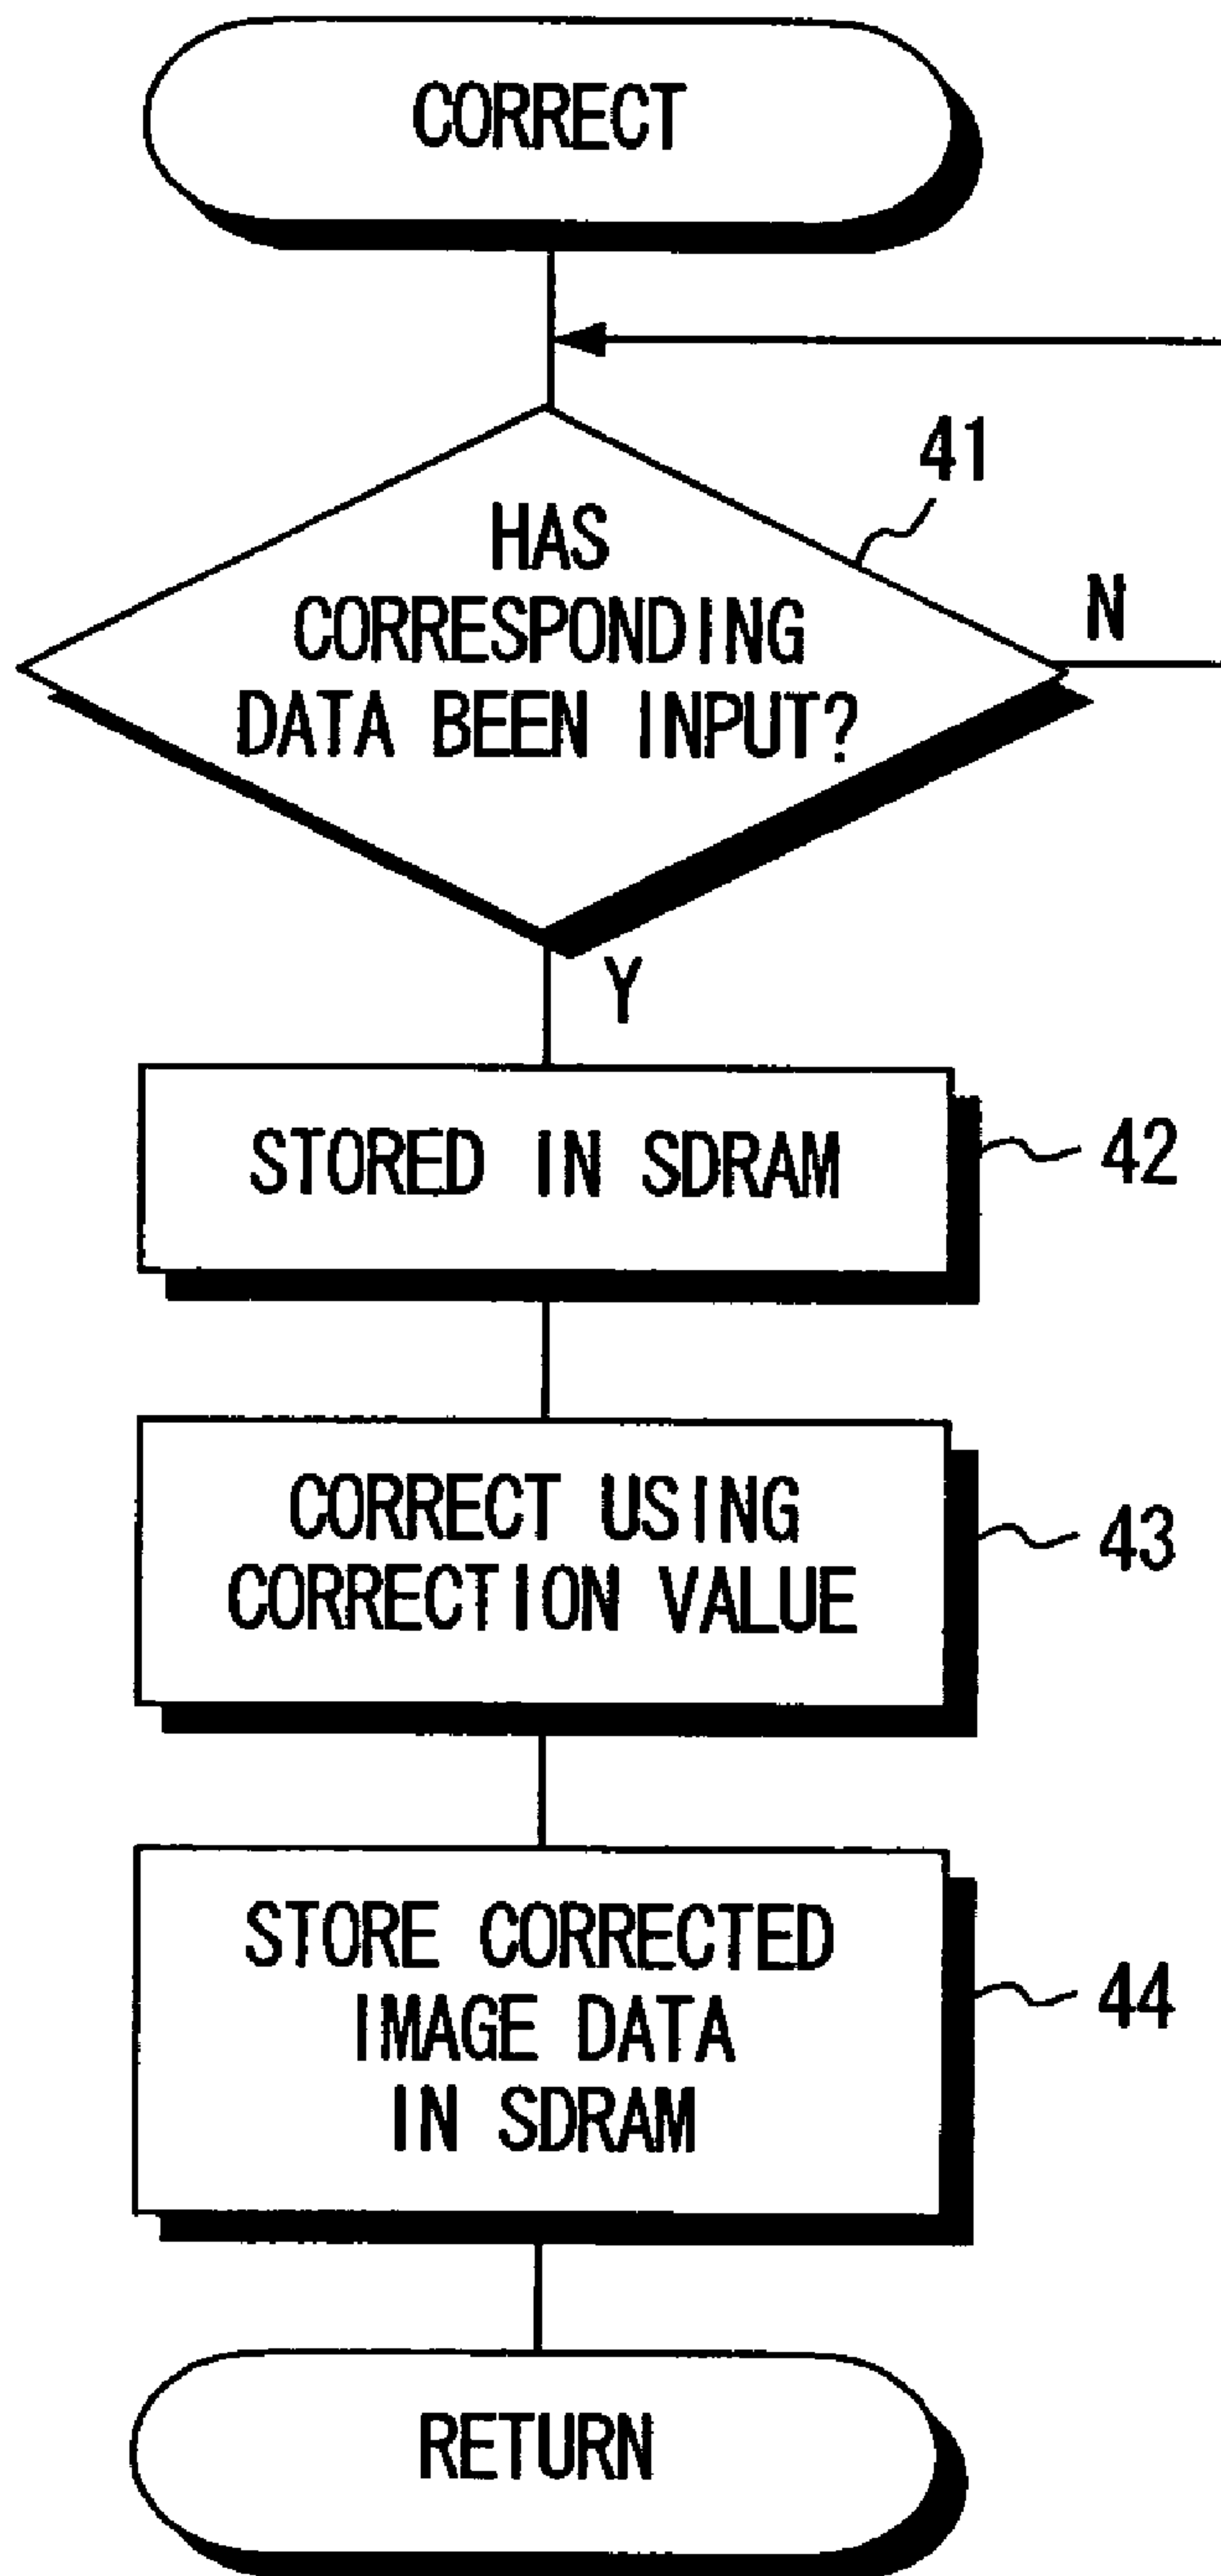 CORRECT
41
HAS
CORRESPONDING
DATA BEEN INPUT?
N
Y
STORED IN SDRAM
42
CORRECT USING
CORRECTION VALUE
43
STORE CORRECTED
IMAGE DATA
IN SDRAM
44
RETURN